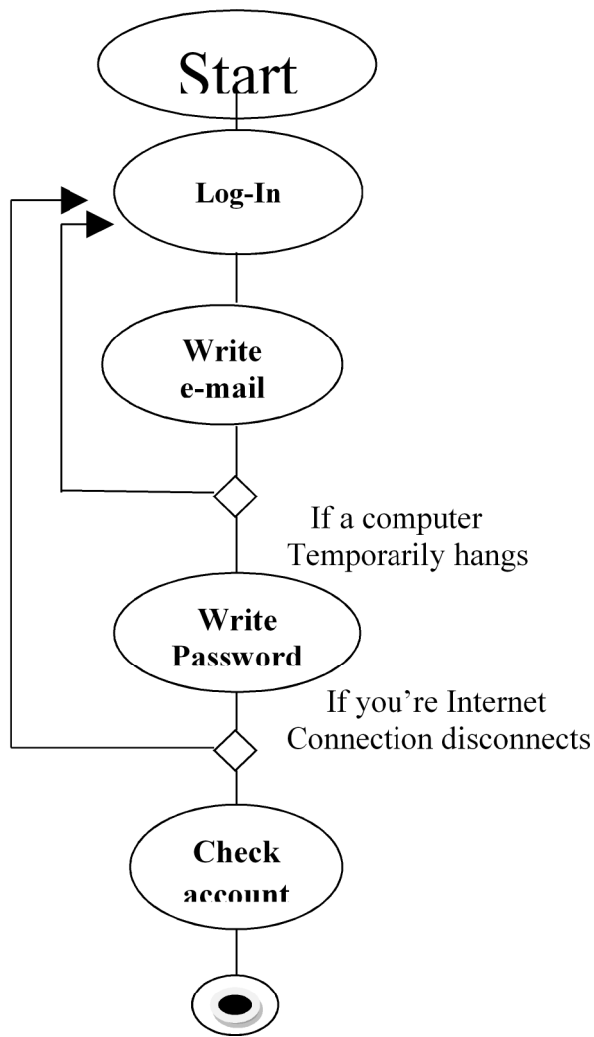 Start
Log-In
Write
e-mail
If a computer
Temporarily hangs
Write
Password
If you’re Internet
Connection disconnects
Check
account